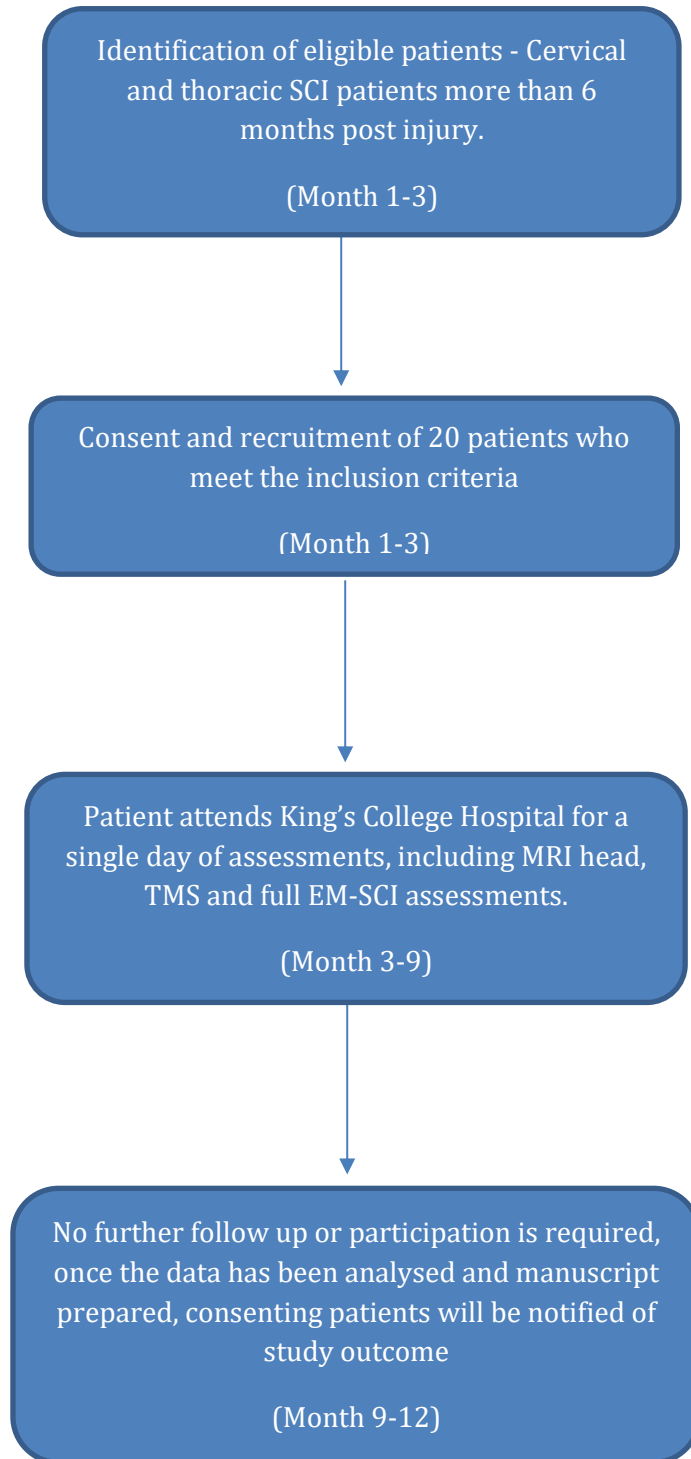 Identification of eligible patients - Cervical
and thoracic SCI patients more than 6
months post injury.
(Month 1-3)
Consent and recruitment of 20 patients who
meet the inclusion criteria
(Month 1-3)
Patient attends King’s College Hospital for a
single day of assessments, including MRI head,
TMS and full EM-SCI assessments.
(Month 3-9)
No further follow up or participation is required,
once the data has been analysed and manuscript
prepared, consenting patients will be notified of
study outcome
(Month 9-12)